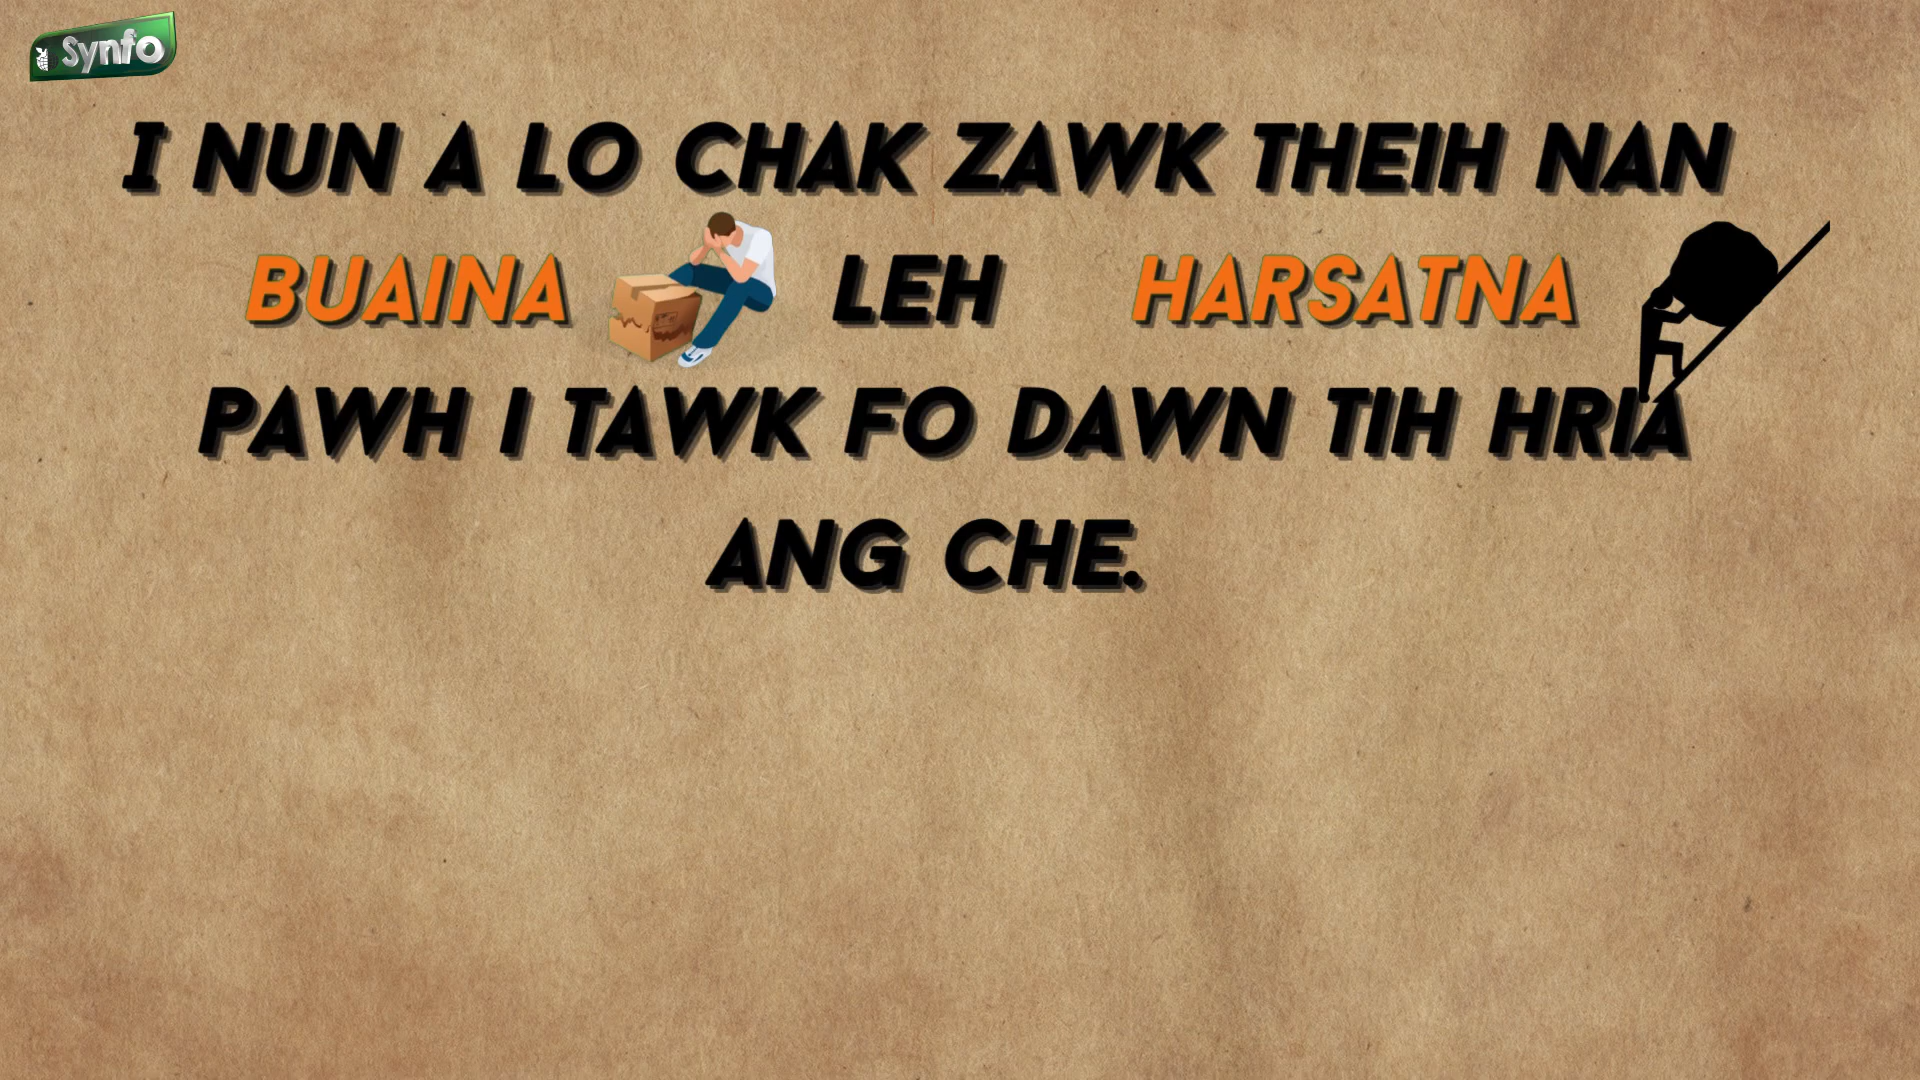 Synfo
I NUN A LO CHAK ZAWK THEIH NAN
BUAINA LEH HARSATNA
PAWH I TAWK FO DAWN TIH HRIA
ANG CHE.